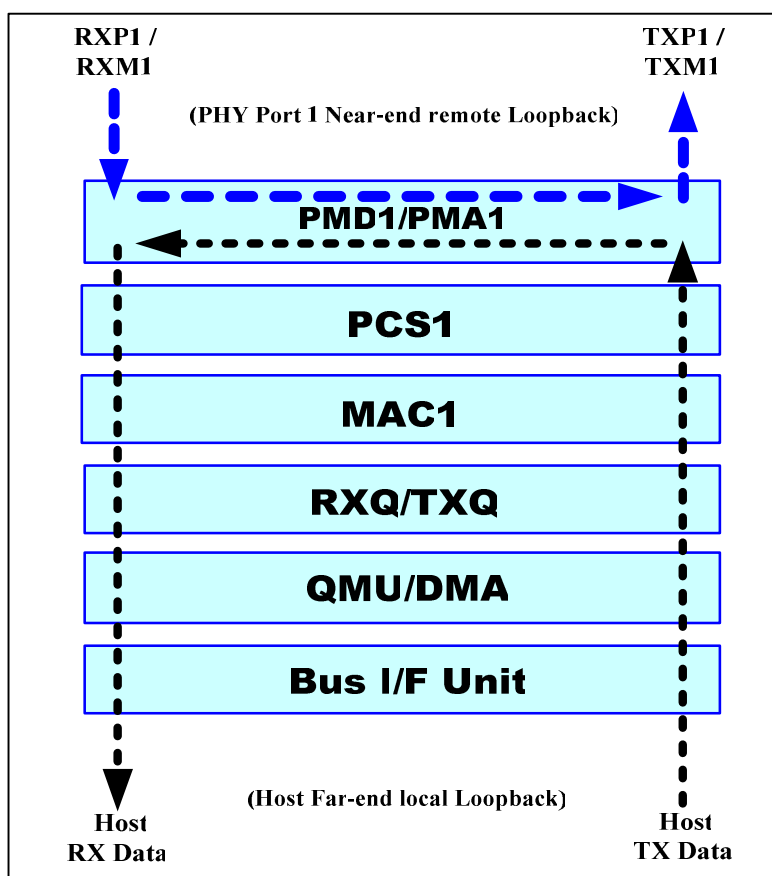 RXP1 /
RXM1
TXP1 /
TXM1
(PHY Port 1 Near-end remote Loopback)
PMD1/PMA1
PCS1
MAC1
RXQ/TXQ
QMU/DMA
Bus I/F Unit
(Host Far-end local Loopback)
Host
RX Data
Host
TX Data